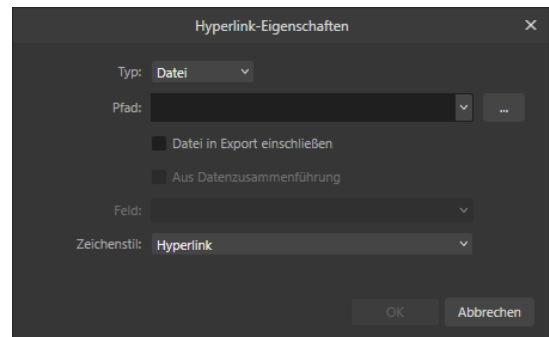 Hyperlink-Eigenschaften
Typ: Datei
Pfad: ...
Datei in Export einschließen
Aus Datenzusammenführung
Feld:
Zeichenstil: Hyperlink
OK Abbrechen